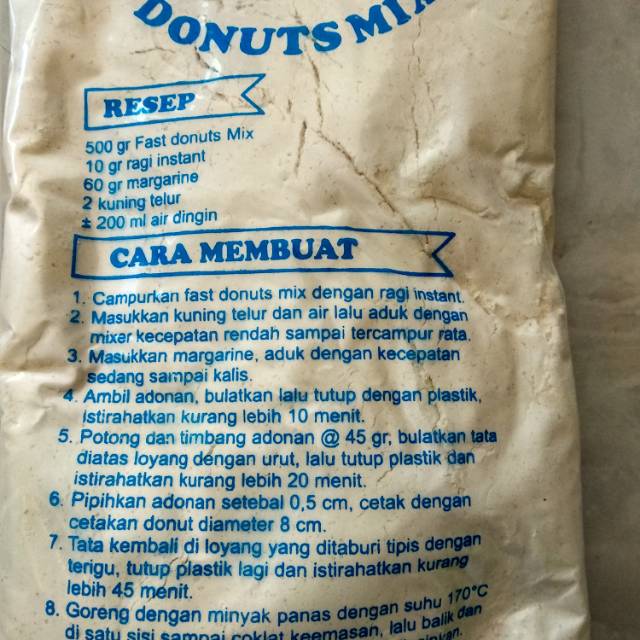 DONUTS MIX
RESEP
500 gr Fast donuts Mix
10 gr ragi instant
60 gr margarine
2 kuning telur
± 200 ml air dingin
CARA MEMBUAT
1. Campurkan fast donuts mix dengan ragi instant.
2. Masukkan kuning telur dan air lalu aduk dengan
mixer kecepatan rendah sampai tercampur rata.
3. Masukkan margarine, aduk dengan kecepatan
sedang sampai kalis.
4. Ambil adonan, bulatkan lalu tutup dengan plastik,
istirahatkan kurang lebih 10 menit.
5. Potong dan timbang adonan @ 45 gr, bulatkan tata
diatas loyang dengan urut, lalu tutup plastik dan
istirahatkan kurang lebih 20 menit.
6. Pipihkan adonan setebal 0,5 cm, cetak dengan
cetakan donut diameter 8 cm.
7. Tata kembali di loyang yang ditaburi tipis dengan
terigu, tutup plastik lagi dan istirahatkan kurang
lebih 45 menit.
8. Goreng dengan minyak panas dengan suhu 170°C
di satu sisi sampai coklat keemasan, lalu balik dan